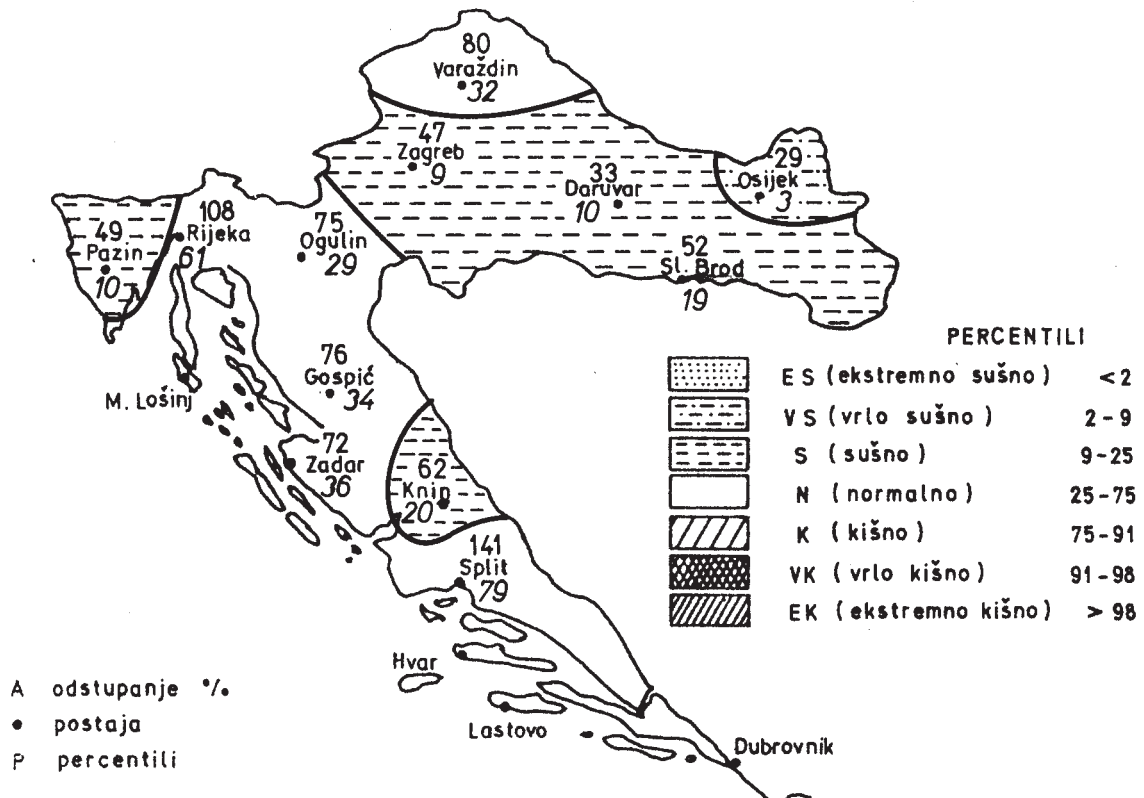 80
Varaždin
32
47
Zagreb
9
33
Daruvar
10
29
Osijek
3
52
Sl. Brod
19
49
Pazin
10
108
Rijeka
61
75
Ogulin
29
76
Gospić
34
M. Lošinj
72
Zadar
36
62
Knin
20
141
Split
79
Hvar
Lastovo
Dubrovnik
PERCENTILI
ES (ekstremno sušno) <2
VS (vrlo sušno) 2-9
S (sušno) 9-25
N (normalno) 25-75
K (kišno) 75-91
VK (vrlo kišno) 91-98
EK (ekstremno kišno) >98
A odstupanje %
• postaja
P percentili